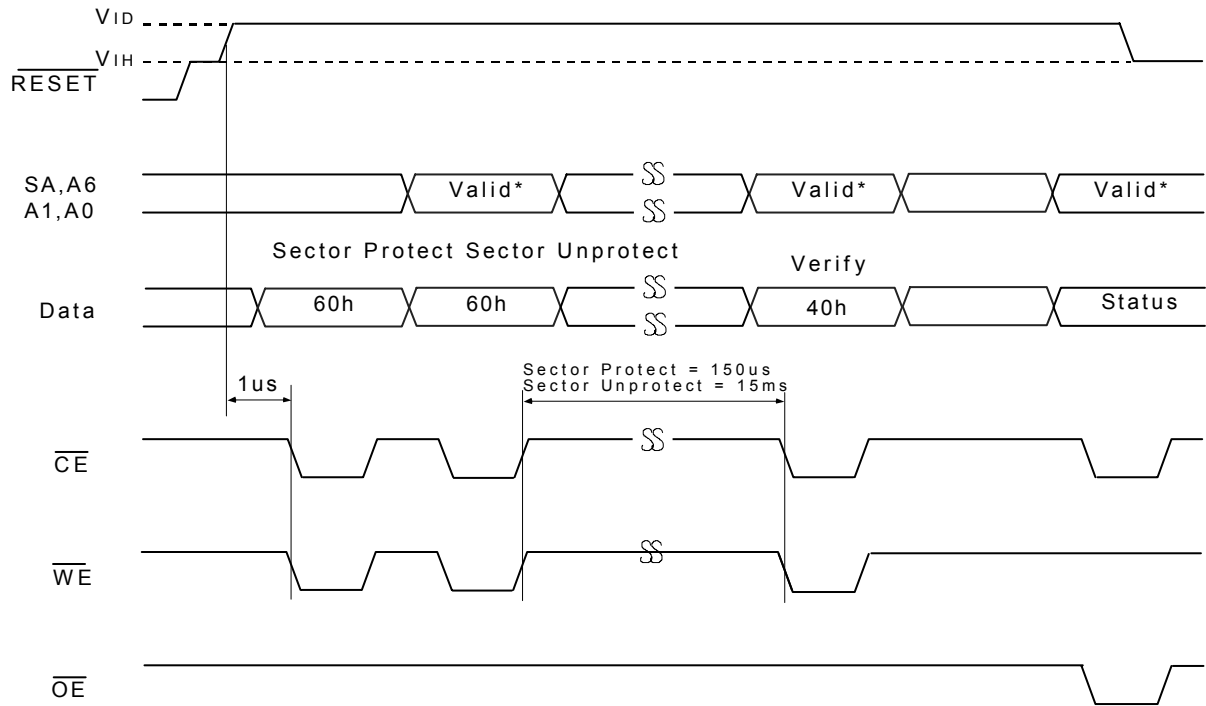 VID
VIH
RESET
SA,A6
A1,A0
Valid*
Valid*
Valid*
Sector Protect Sector Unprotect
Verify
Data
60h
60h
40h
Status
1us
Sector Protect = 150us
Sector Unprotect = 15ms
CE
WE
OE